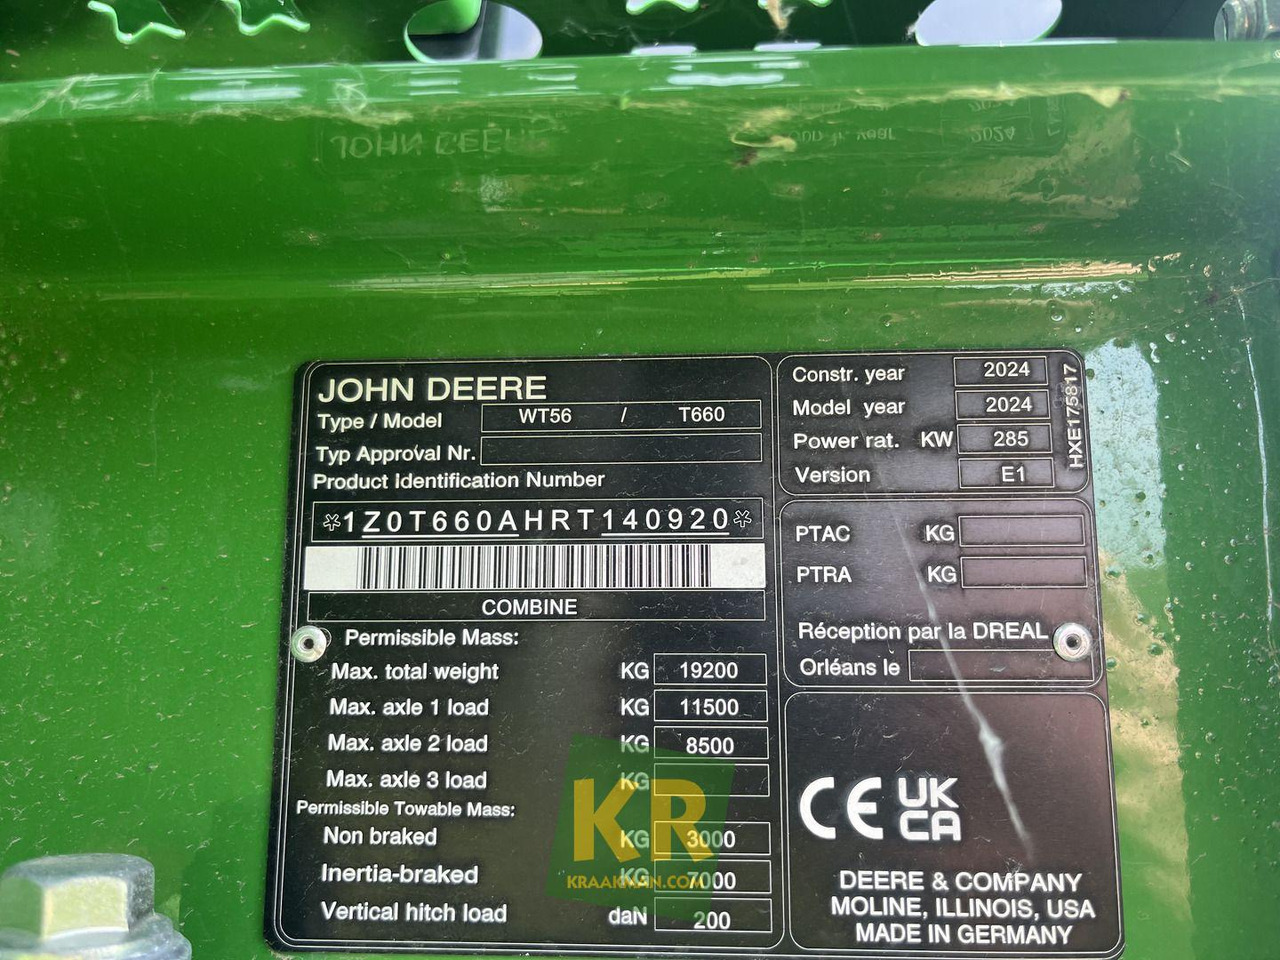 JOHN DEERE
Type / Model WT56 / T660
Typ Approval Nr.
Product Identification Number
*1Z0T660AHRT140920*
COMBINE
Permissible Mass:
Max. total weight KG 19200
Max. axle 1 load KG 11500
Max. axle 2 load KG 8500
Max. axle 3 load KG
Permissible Towable Mass:
Non braked KG 3000
Inertia-braked KG 7000
Vertical hitch load daN 200
Constr. year 2024
Model year 2024
Power rat. KW 285
Version E1
HXE175817
PTAC KG
PTRA KG
Réception par la DREAL
Orléans le
CE UK
CA
DEERE & COMPANY
MOLINE, ILLINOIS, USA
MADE IN GERMANY
KR
KRAAKMAN.COM